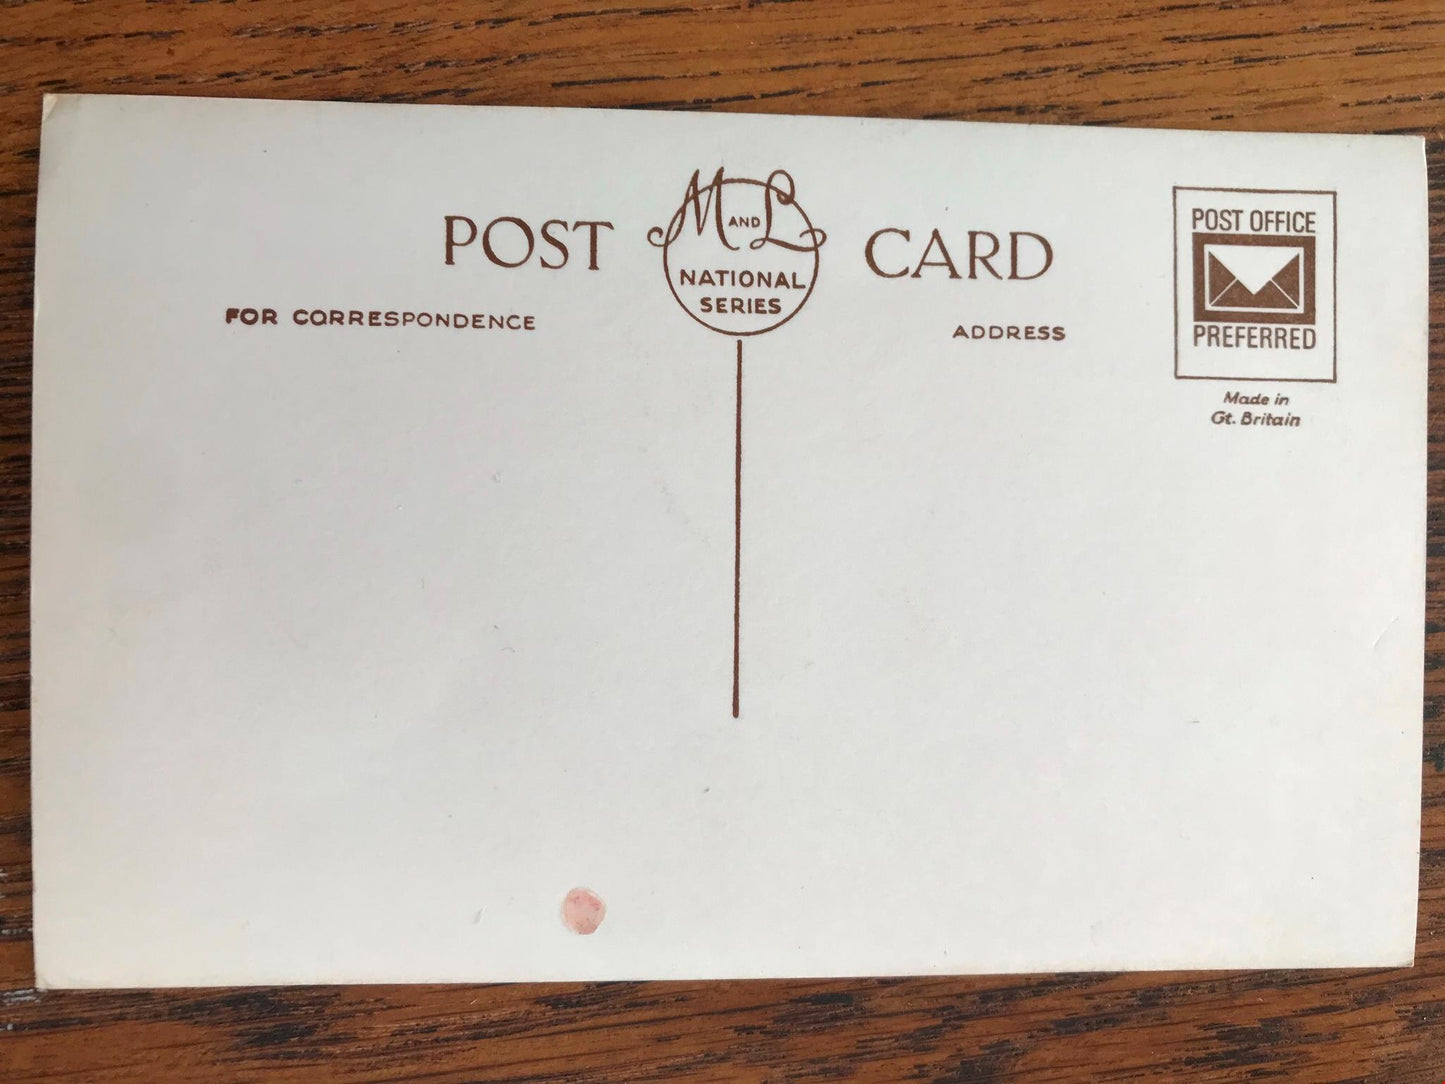 POST M AND L CARD
NATIONAL
SERIES
FOR CORRESPONDENCE
ADDRESS
POST OFFICE
PREFERRED
Made in
Gt. Britain